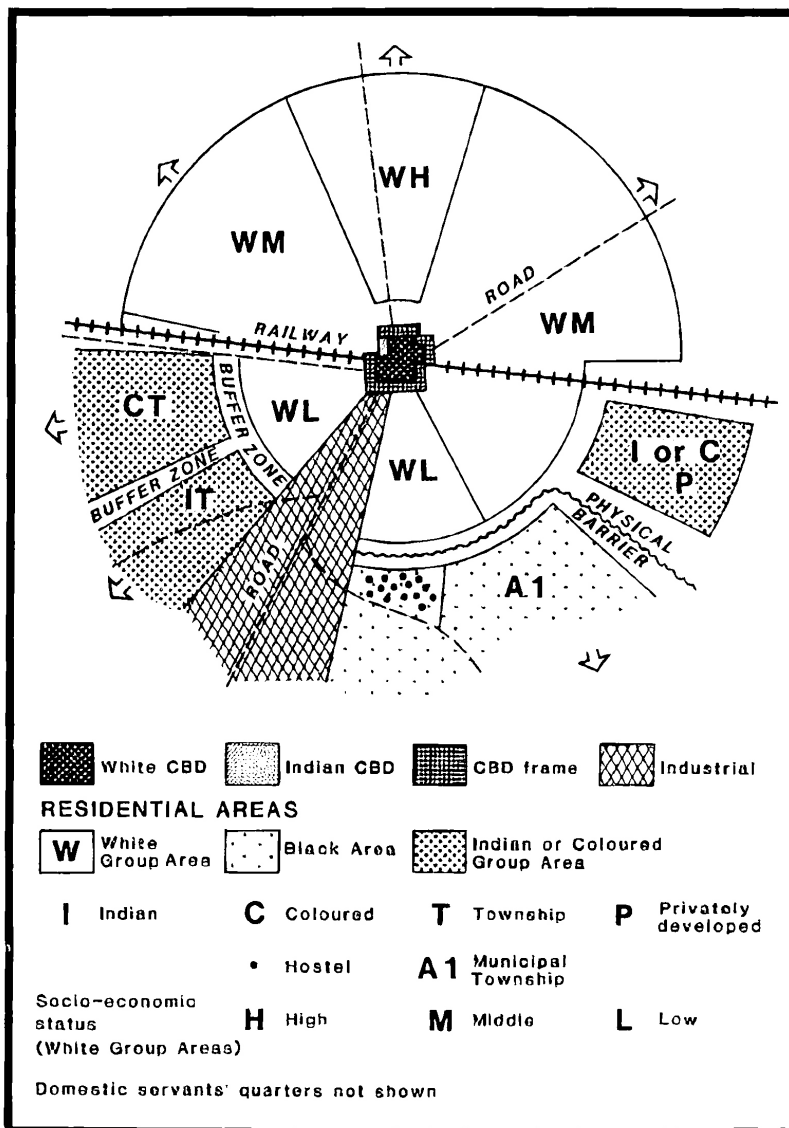 WH
WM
ROAD
WM
RAILWAY
CT
BUFFER ZONE
WL
I or C
P
WL
BUFFER ZONE
IT
PHYSICAL
BARRIER
ROAD
A1
White CBD
Indian CBD
CBD frame
Industrial
RESIDENTIAL AREAS
W White
Group Area
Black Area
Indian or Coloured
Group Area
I Indian
C Coloured
T Township
P Privately
developed
• Hostel
A1 Municipal
Township
Socio-economic
status
(White Group Areas)
H High
M Middle
L Low
Domestic servants' quarters not shown